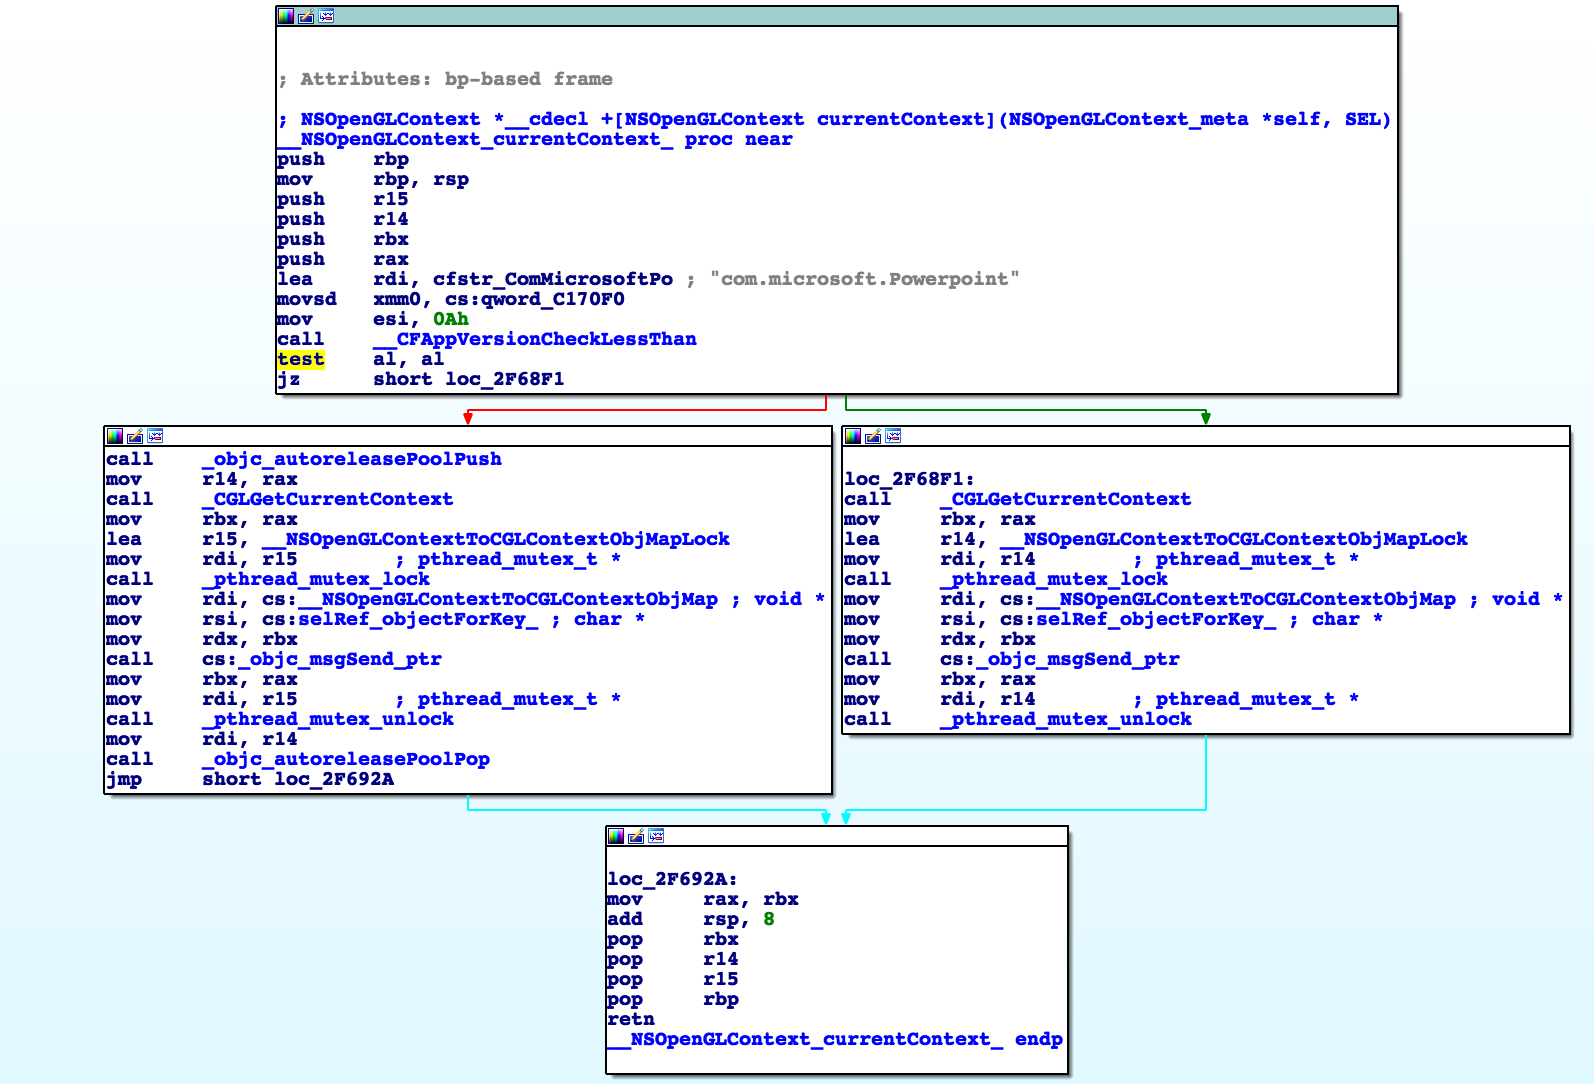 ; Attributes: bp-based frame
; NSOpenGLContext *__cdecl +[NSOpenGLContext currentContext](NSOpenGLContext_meta *self, SEL)
__NSOpenGLContext_currentContext_ proc near
push rbp
mov rbp, rsp
push r15
push r14
push rbx
push rax
lea rdi, cfstr_ComMicrosoftPo ; "com.microsoft.Powerpoint"
movsd xmm0, cs:qword_C170F0
mov esi, 0Ah
call __CFAppVersionCheckLessThan
test al, al
jz short loc_2F68F1
call _objc_autoreleasePoolPush
mov r14, rax
call _CGLGetCurrentContext
mov rbx, rax
lea r15, __NSOpenGLContextToCGLContextObjMapLock
mov rdi, r15 ; pthread_mutex_t *
call _pthread_mutex_lock
mov rdi, cs:__NSOpenGLContextToCGLContextObjMap ; void *
mov rsi, cs:selRef_objectForKey_ ; char *
mov rdx, rbx
call cs:_objc_msgSend_ptr
mov rbx, rax
mov rdi, r15 ; pthread_mutex_t *
call _pthread_mutex_unlock
mov rdi, r14
call _objc_autoreleasePoolPop
jmp short loc_2F692A
loc_2F68F1:
call _CGLGetCurrentContext
mov rbx, rax
lea r14, __NSOpenGLContextToCGLContextObjMapLock
mov rdi, r14 ; pthread_mutex_t *
call _pthread_mutex_lock
mov rdi, cs:__NSOpenGLContextToCGLContextObjMap ; void *
mov rsi, cs:selRef_objectForKey_ ; char *
mov rdx, rbx
call cs:_objc_msgSend_ptr
mov rbx, rax
mov rdi, r14 ; pthread_mutex_t *
call _pthread_mutex_unlock
loc_2F692A:
mov rax, rbx
add rsp, 8
pop rbx
pop r14
pop r15
pop rbp
retn
__NSOpenGLContext_currentContext_ endp